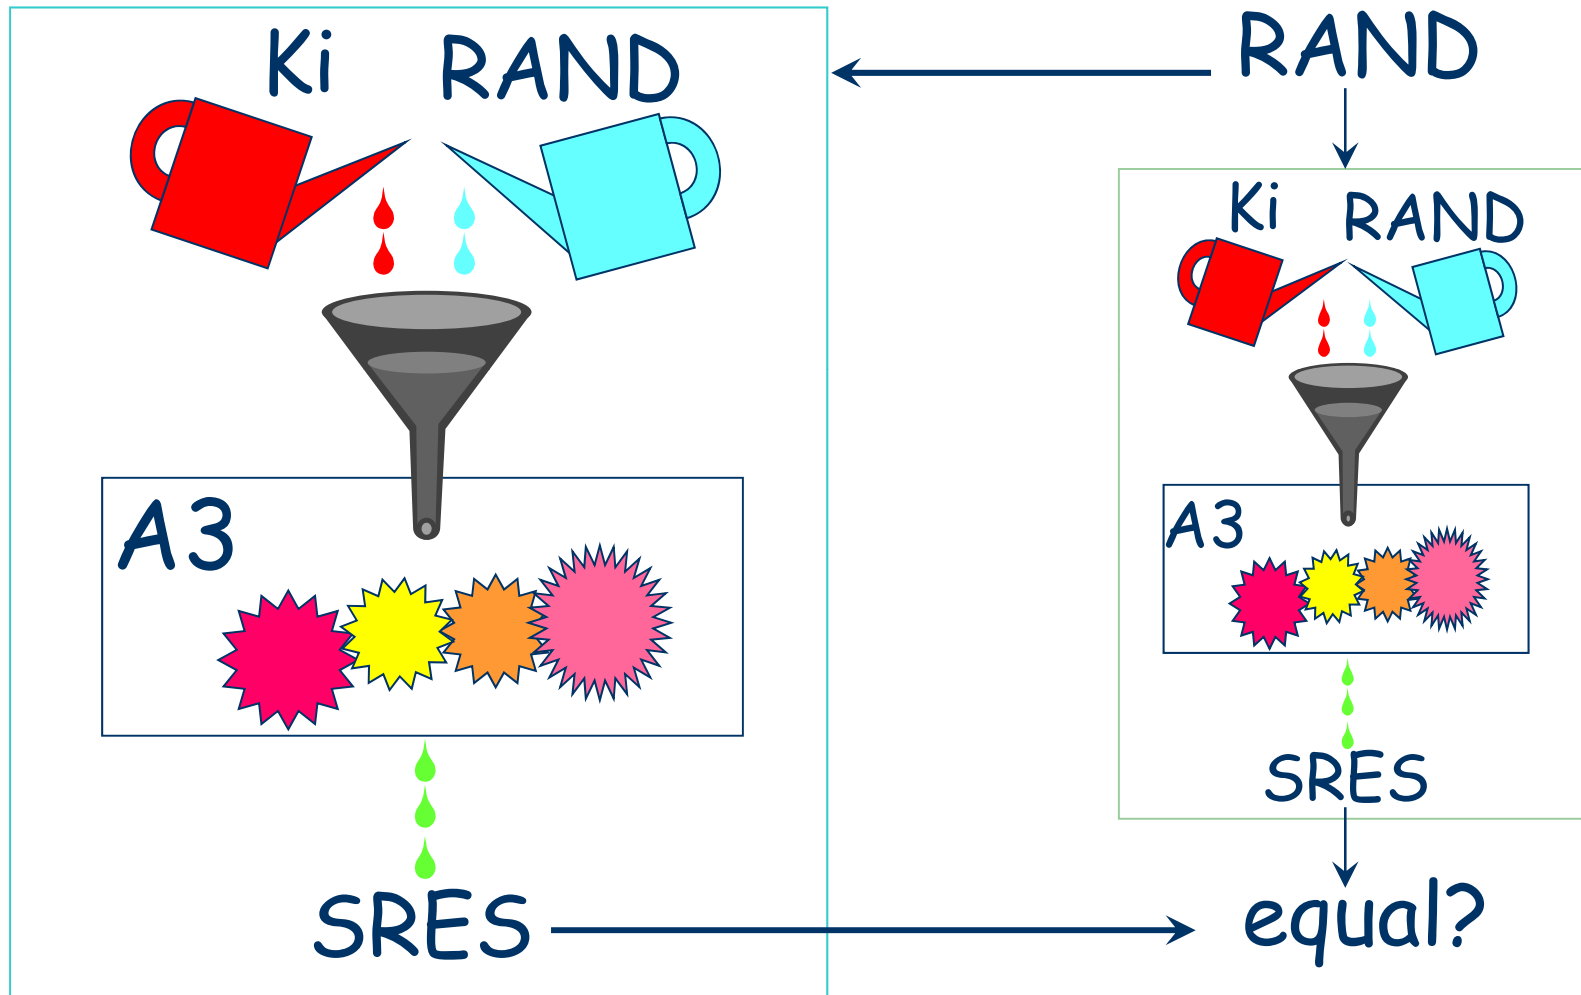 Ki RAND
A3
SRES
RAND
Ki RAND
A3
SRES
equal?